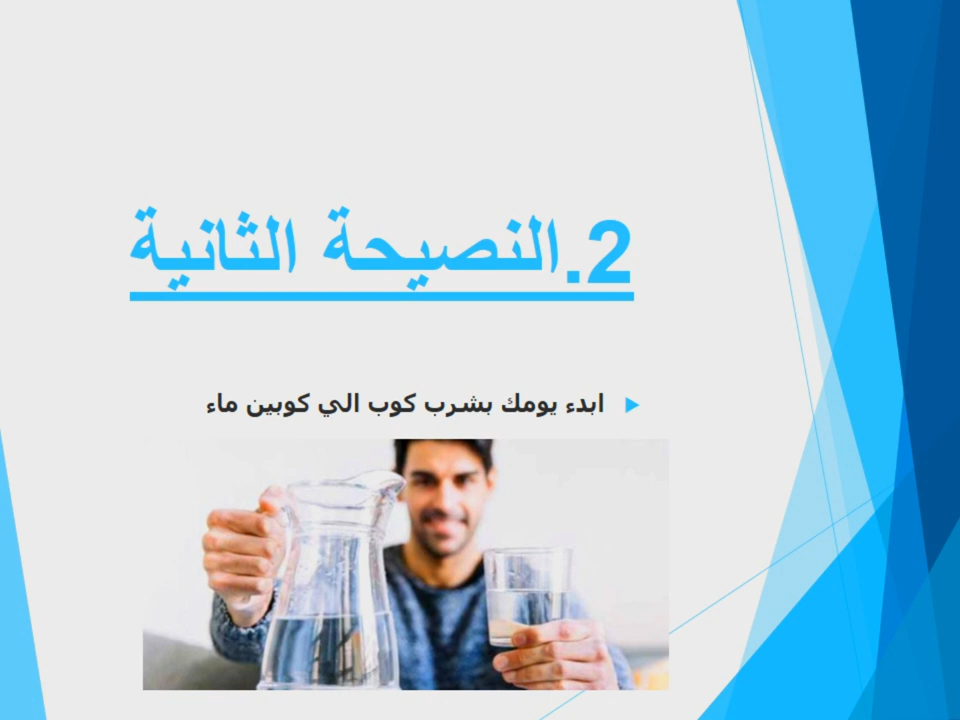 2.النصيحة الثانية
ابدء يومك بشرب كوب الي كوبين ماء